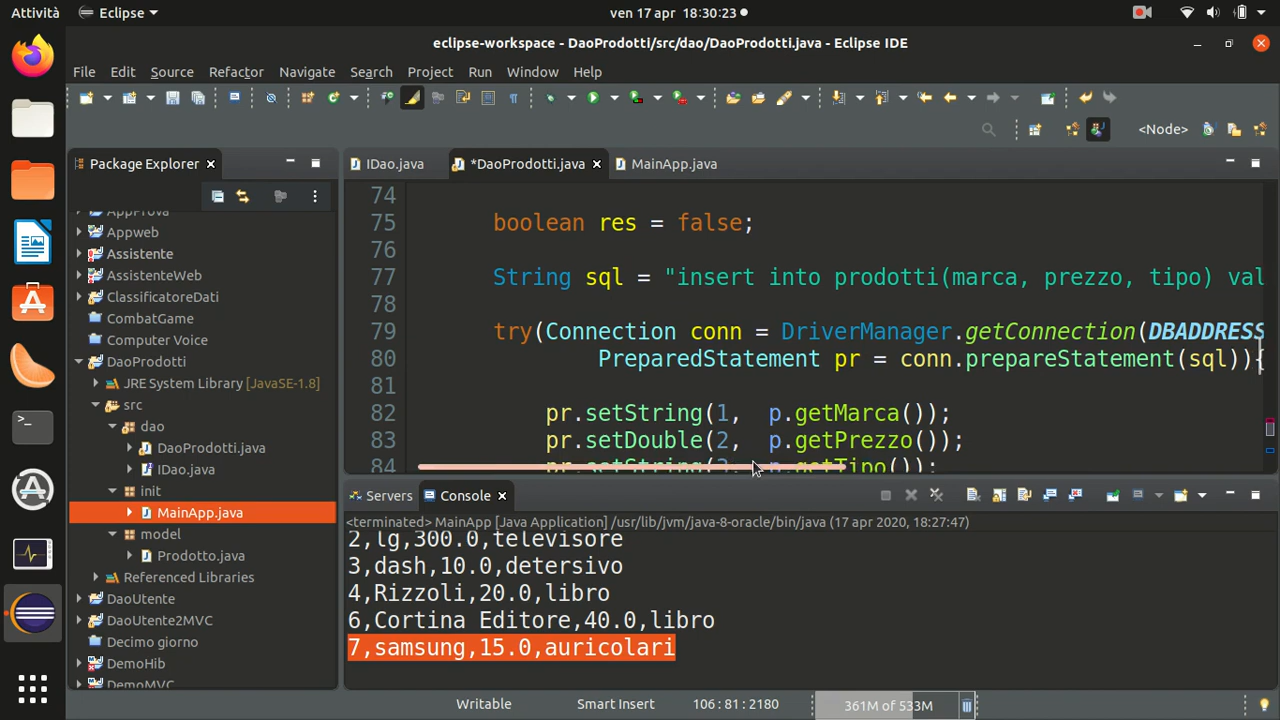 Attività
Eclipse
ven 17 apr 18:30:23
eclipse-workspace - DaoProdotti/src/dao/DaoProdotti.java - Eclipse IDE
File Edit Source Refactor Navigate Search Project Run Window Help
<Node>
Package Explorer
IDao.java
*DaoProdotti.java
MainApp.java
AppProva
Appweb
Assistente
AssistenteWeb
ClassificatoreDati
CombatGame
Computer Voice
DaoProdotti
JRE System Library [JavaSE-1.8]
src
dao
DaoProdotti.java
IDao.java
init
MainApp.java
model
Prodotto.java
Referenced Libraries
DaoUtente
DaoUtente2MVC
Decimo giorno
DemoHib
DemoMVC
74
75 boolean res = false;
76
77 String sql = "insert into prodotti(marca, prezzo, tipo) val
78
79 try(Connection conn = DriverManager.getConnection(DBADDRESS
80 PreparedStatement pr = conn.prepareStatement(sql)){
81
82 pr.setString(1, p.getMarca());
83 pr.setDouble(2, p.getPrezzo());
84 pr.setString(3, p.getTipo());
Servers
Console
<terminated> MainApp [Java Application] /usr/lib/jvm/java-8-oracle/bin/java (17 apr 2020, 18:27:47)
2,lg,300.0,televisore
3,dash,10.0,detersivo
4,Rizzoli,20.0,libro
6,Cortina Editore,40.0,libro
7,samsung,15.0,auricolari
Writable
Smart Insert
106:81:2180
361M of 533M